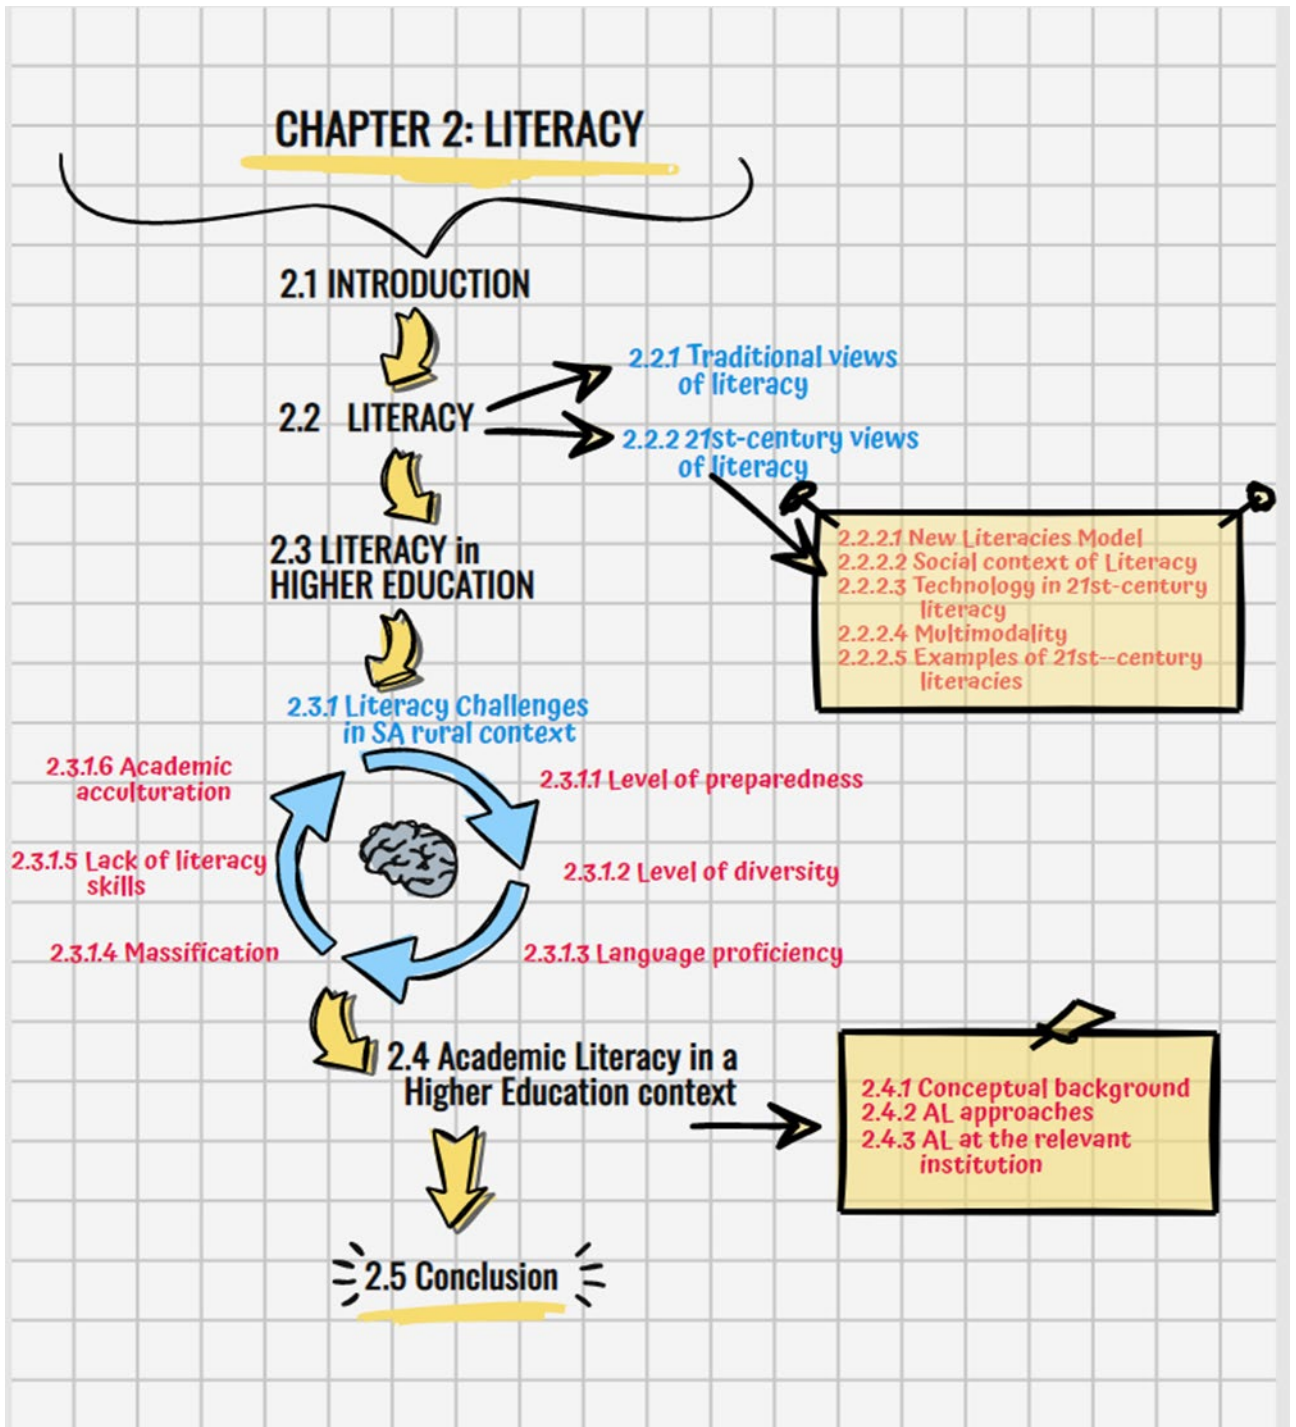 CHAPTER 2: LITERACY
2.1 INTRODUCTION
2.2 LITERACY
2.2.1 Traditional views
of literacy
2.2.2 21st-century views
of literacy
2.2.2.1 New Literacies Model
2.2.2.2 Social context of Literacy
2.2.2.3 Technology in 21st-century
literacy
2.2.2.4 Multimodality
2.2.2.5 Examples of 21st--century
literacies
2.3 LITERACY in
HIGHER EDUCATION
2.3.1 Literacy Challenges
in SA rural context
2.3.1.1 Level of preparedness
2.3.1.2 Level of diversity
2.3.1.3 Language proficiency
2.3.1.4 Massification
2.3.1.5 Lack of literacy
skills
2.3.1.6 Academic
acculturation
2.4 Academic Literacy in a
Higher Education context
2.4.1 Conceptual background
2.4.2 AL approaches
2.4.3 AL at the relevant
institution
2.5 Conclusion